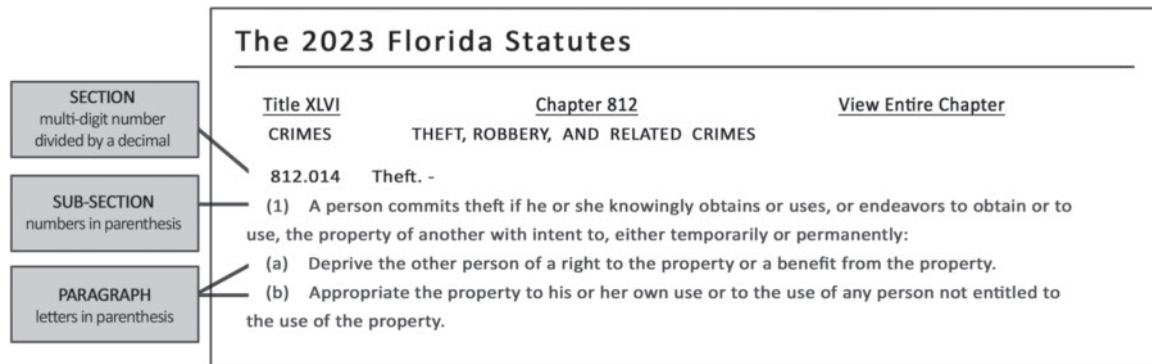 The 2023 Florida Statutes
SECTION
multi-digit number
divided by a decimal
Title XLVI
Chapter 812
View Entire Chapter
CRIMES
THEFT, ROBBERY, AND RELATED CRIMES
812.014 Theft. -
SUB-SECTION
numbers in parenthesis
(1) A person commits theft if he or she knowingly obtains or uses, or endeavors to obtain or to
use, the property of another with intent to, either temporarily or permanently:
PARAGRAPH
letters in parenthesis
(a) Deprive the other person of a right to the property or a benefit from the property.
(b) Appropriate the property to his or her own use or to the use of any person not entitled to
the use of the property.